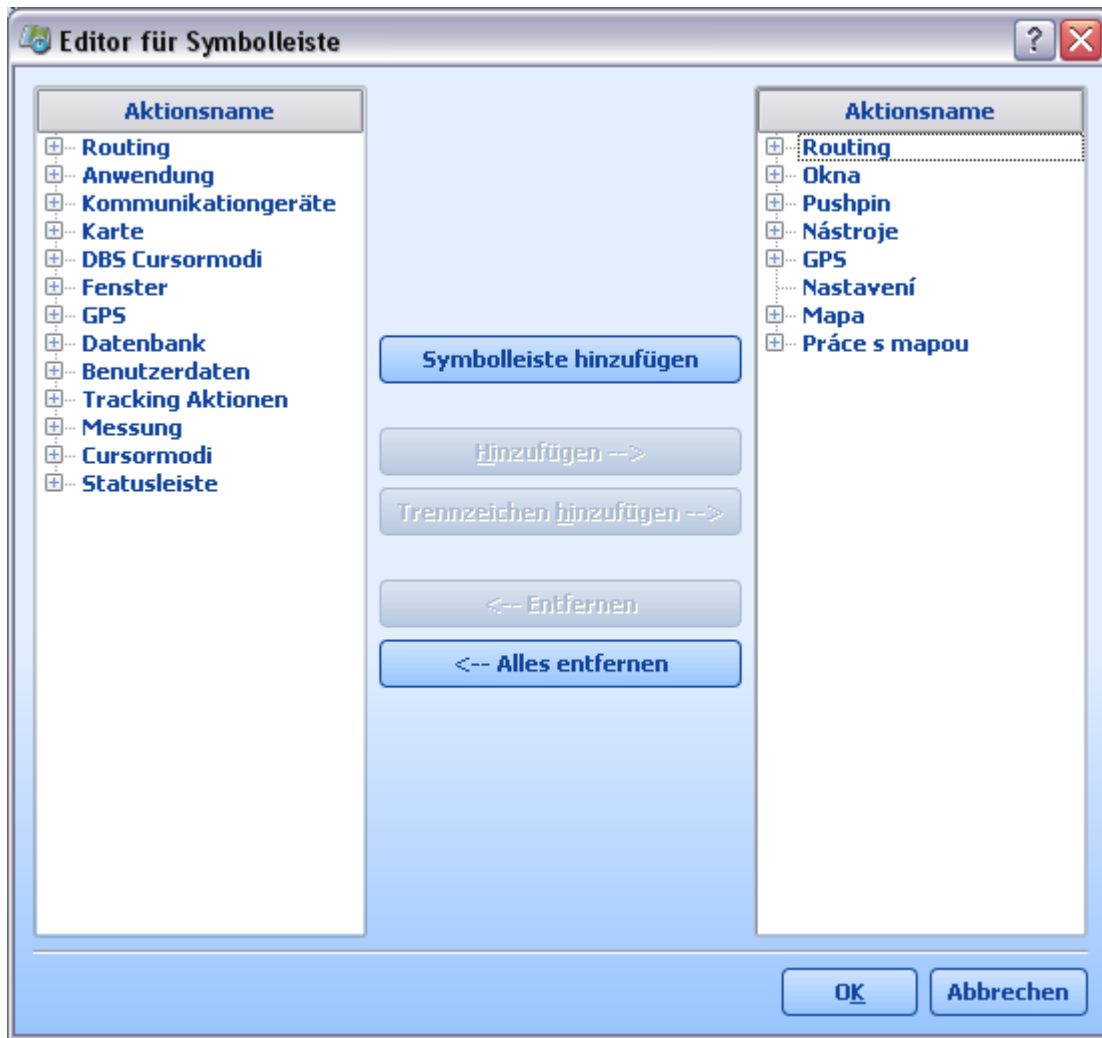 Editor für Symbolleiste
Aktionsname
Routing
Anwendung
Kommunikationgeräte
Karte
DBS Cursormodi
Fenster
GPS
Datenbank
Benutzerdaten
Tracking Aktionen
Messung
Cursormodi
Statusleiste
Symbolleiste hinzufügen
Hinzufügen -->
Trennzeichen hinzufügen -->
<-- Entfernen
<-- Alles entfernen
Aktionsname
Routing
Okna
Pushpin
Nástroje
GPS
Nastavení
Mapa
Práce s mapou
OK
Abbrechen